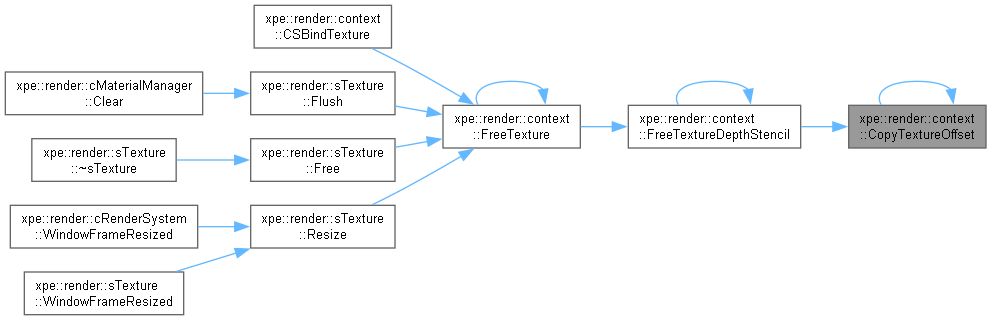 xpe::render::context
::CSBindTexture
xpe::render::cMaterialManager
::Clear
xpe::render::sTexture
::Flush
xpe::render::context
::FreeTexture
xpe::render::context
::FreeTextureDepthStencil
xpe::render::context
::CopyTextureOffset
xpe::render::sTexture
::~sTexture
xpe::render::sTexture
::Free
xpe::render::cRenderSystem
::WindowFrameResized
xpe::render::sTexture
::Resize
xpe::render::sTexture
::WindowFrameResized